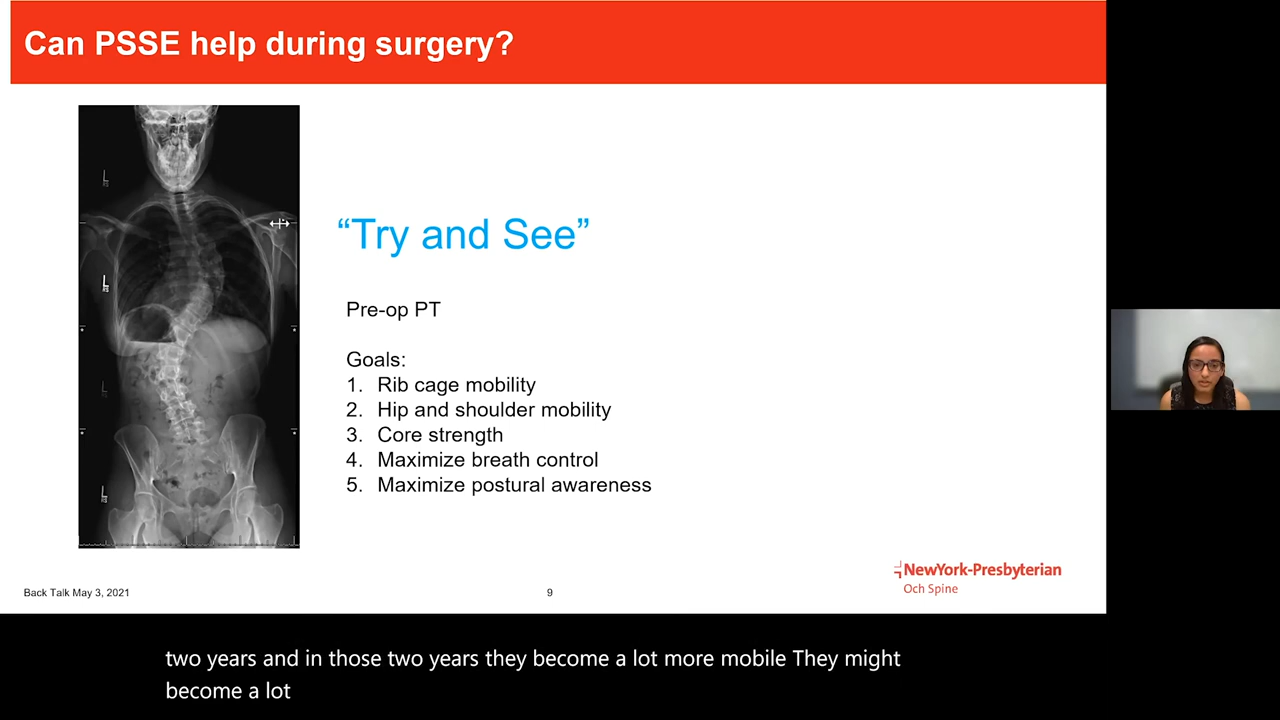 Can PSSE help during surgery?
L
L
L
L
“Try and See”
Pre-op PT
Goals:
1. Rib cage mobility
2. Hip and shoulder mobility
3. Core strength
4. Maximize breath control
5. Maximize postural awareness
NewYork-Presbyterian
Och Spine
Back Talk May 3, 2021
9
two years and in those two years they become a lot more mobile They might
become a lot